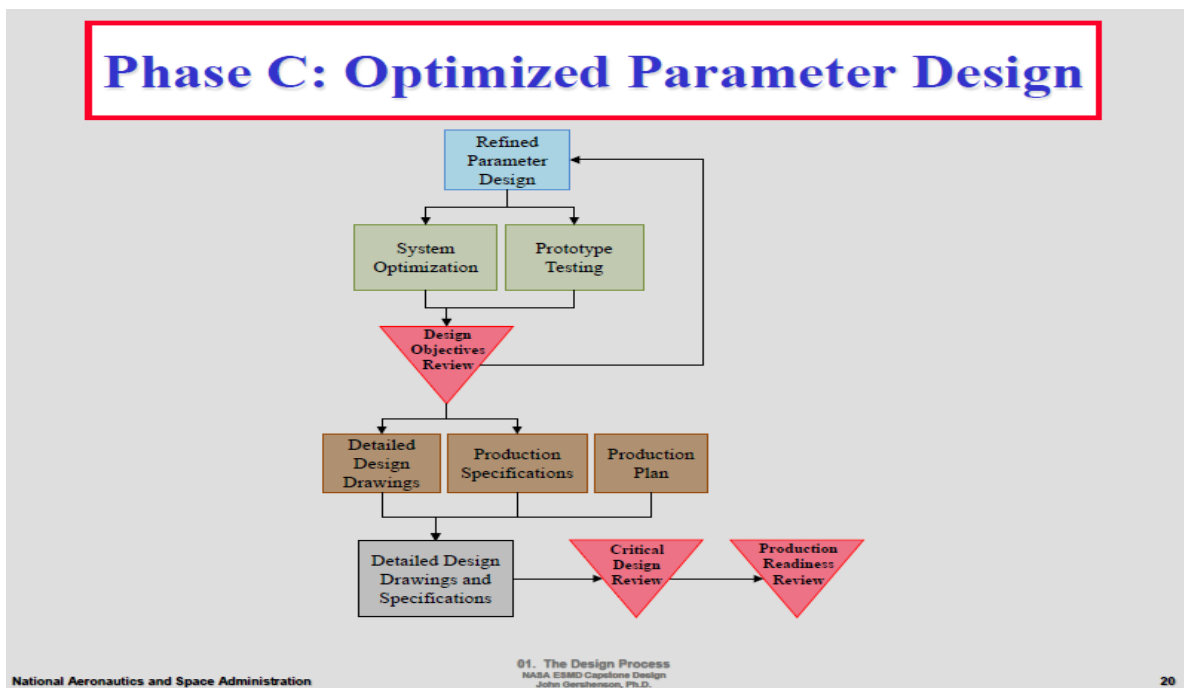 Phase C: Optimized Parameter Design
Refined
Parameter
Design
System
Optimization
Prototype
Testing
Design
Objectives
Review
Detailed
Design
Drawings
Production
Specifications
Production
Plan
Detailed Design
Drawings and
Specifications
Critical
Design
Review
Production
Readiness
Review
National Aeronautics and Space Administration
01. The Design Process
NASA ESMD Capstone Design
John Gershenson, Ph.D.
20